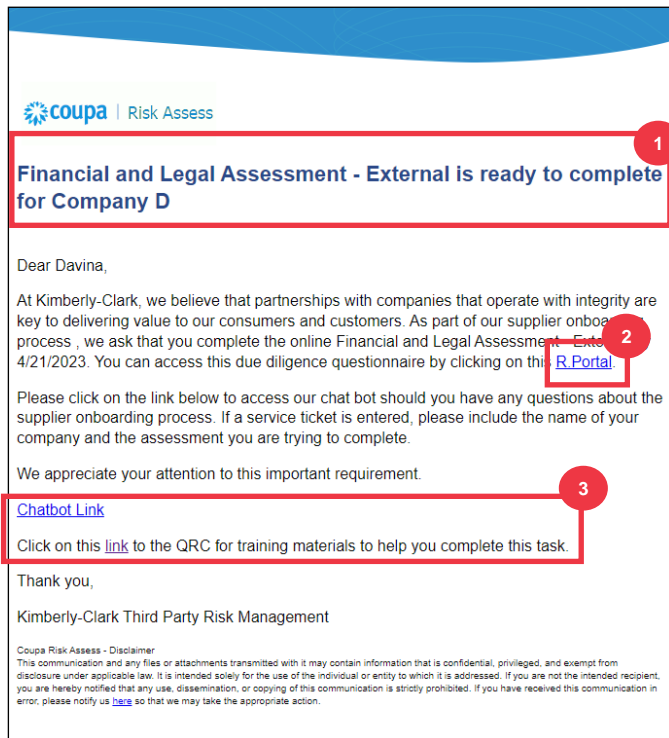 coupa | Risk Assess
1
Financial and Legal Assessment - External is ready to complete
for Company D
Dear Davina,
At Kimberly-Clark, we believe that partnerships with companies that operate with integrity are
key to delivering value to our consumers and customers. As part of our supplier
process , we ask that you complete the online Financial and Legal Assessment -
2
4/21/2023. You can access this due diligence questionnaire by clicking on this R.Portal.
Please click on the link below to access our chat bot should you have any questions about the
supplier onboarding process. If a service ticket is entered, please include the name of your
company and the assessment you are trying to complete.
We appreciate your attention to this important requirement.
3
Chatbot Link
Click on this link to the QRC for training materials to help you complete this task.
Thank you,
Kimberly-Clark Third Party Risk Management
Coupa Risk Assess - Disclaimer
This communication and any files or attachments transmitted with it may contain information that is confidential, privileged, and exempt from
disclosure under applicable law. It is intended solely for the use of the individual or entity to which it is addressed. If you are not the intended recipient,
you are hereby notified that any use, dissemination, or copying of this communication is strictly prohibited. If you have received this communication in
error, please notify us here so that we may take the appropriate action.